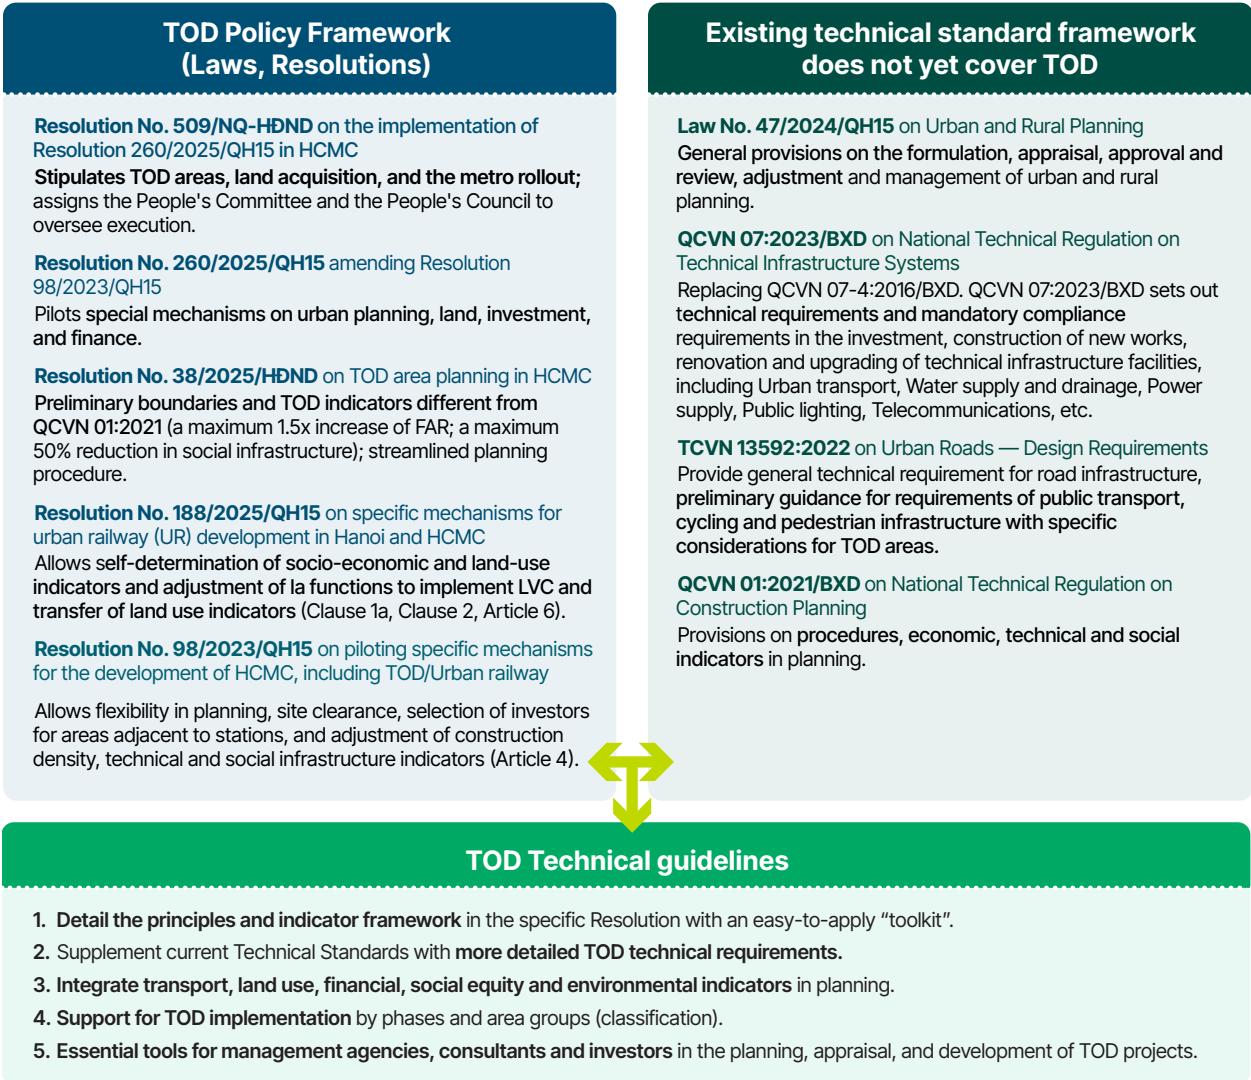 TOD Policy Framework
(Laws, Resolutions)
Resolution No. 509/NQ-HĐND on the implementation of
Resolution 260/2025/QH15 in HCMC
Stipulates TOD areas, land acquisition, and the metro rollout;
assigns the People's Committee and the People's Council to
oversee execution.
Resolution No. 260/2025/QH15 amending Resolution
98/2023/QH15
Pilots special mechanisms on urban planning, land, investment,
and finance.
Resolution No. 38/2025/HĐND on TOD area planning in HCMC
Preliminary boundaries and TOD indicators different from
QCVN 01:2021 (a maximum 1.5x increase of FAR; a maximum
50% reduction in social infrastructure); streamlined planning
procedure.
Resolution No. 188/2025/QH15 on specific mechanisms for
urban railway (UR) development in Hanoi and HCMC
Allows self-determination of socio-economic and land-use
indicators and adjustment of la functions to implement LVC and
transfer of land use indicators (Clause 1a, Clause 2, Article 6).
Resolution No. 98/2023/QH15 on piloting specific mechanisms
for the development of HCMC, including TOD/Urban railway
Allows flexibility in planning, site clearance, selection of investors
for areas adjacent to stations, and adjustment of construction
density, technical and social infrastructure indicators (Article 4).
Existing technical standard framework
does not yet cover TOD
Law No. 47/2024/QH15 on Urban and Rural Planning
General provisions on the formulation, appraisal, approval and
review, adjustment and management of urban and rural
planning.
QCVN 07:2023/BXD on National Technical Regulation on
Technical Infrastructure Systems
Replacing QCVN 07-4:2016/BXD. QCVN 07:2023/BXD sets out
technical requirements and mandatory compliance
requirements in the investment, construction of new works,
renovation and upgrading of technical infrastructure facilities,
including Urban transport, Water supply and drainage, Power
supply, Public lighting, Telecommunications, etc.
TCVN 13592:2022 on Urban Roads — Design Requirements
Provide general technical requirement for road infrastructure,
preliminary guidance for requirements of public transport,
cycling and pedestrian infrastructure with specific
considerations for TOD areas.
QCVN 01:2021/BXD on National Technical Regulation on
Construction Planning
Provisions on procedures, economic, technical and social
indicators in planning.
TOD Technical guidelines
1. Detail the principles and indicator framework in the specific Resolution with an easy-to-apply “toolkit”.
2. Supplement current Technical Standards with more detailed TOD technical requirements.
3. Integrate transport, land use, financial, social equity and environmental indicators in planning.
4. Support for TOD implementation by phases and area groups (classification).
5. Essential tools for management agencies, consultants and investors in the planning, appraisal, and development of TOD projects.